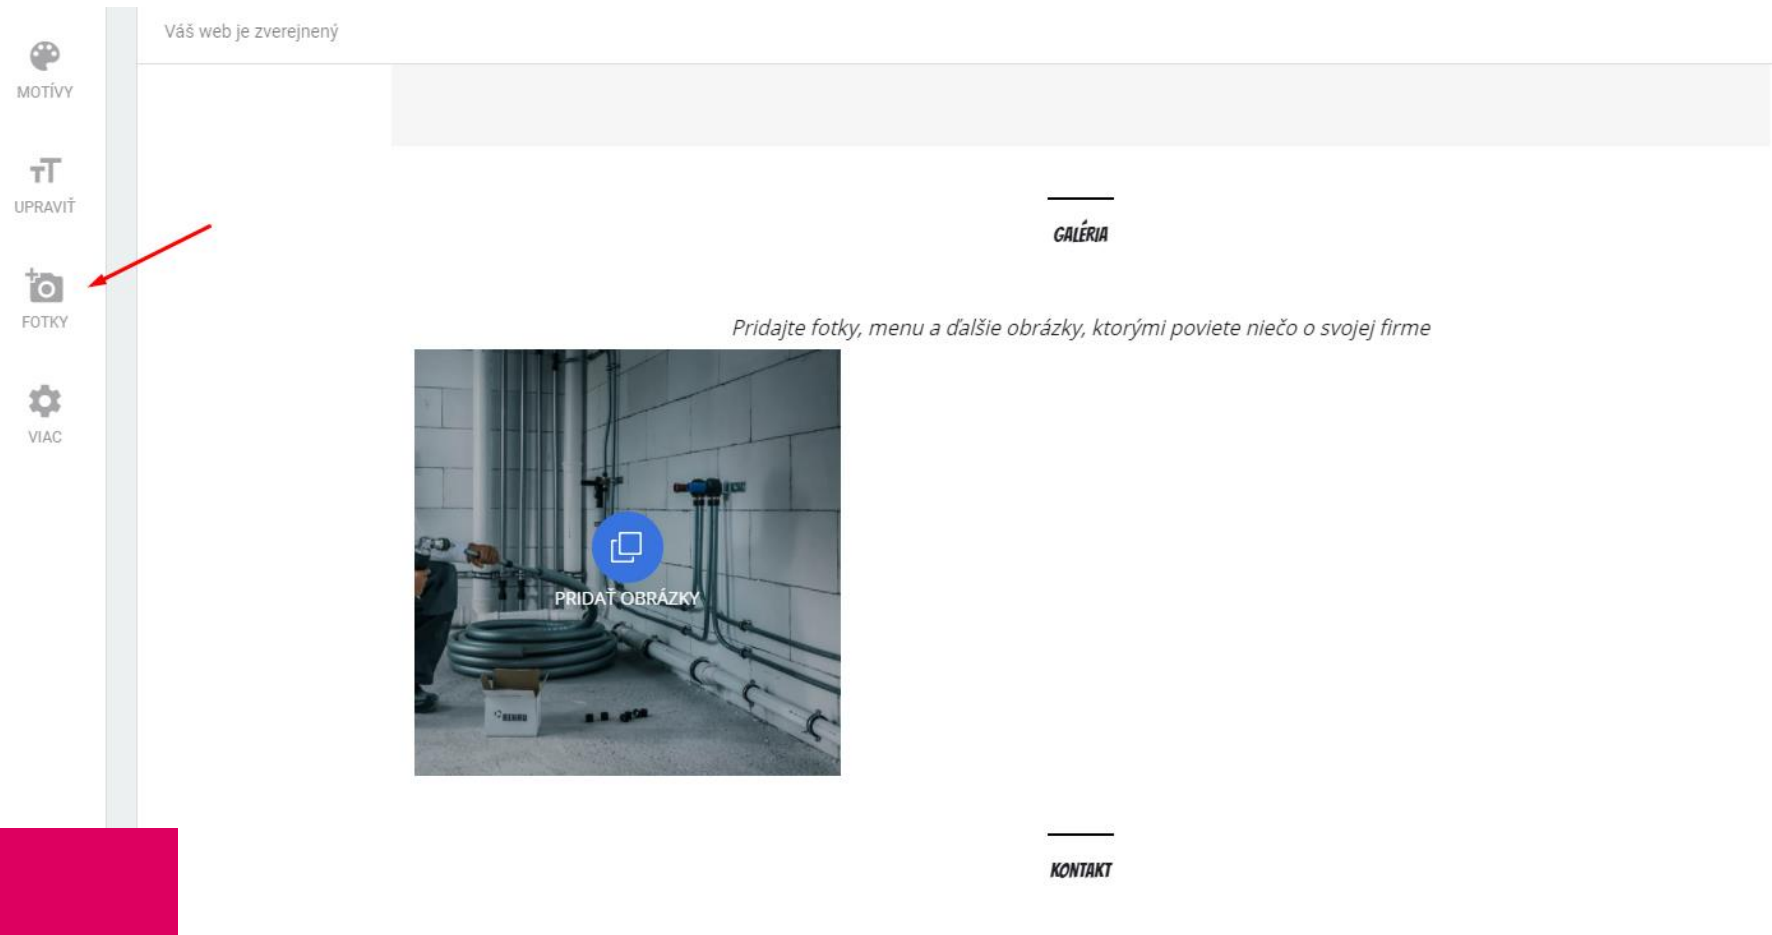 Váš web je zverejnený
MOTÍVY
UPRAVIŤ
FOTKY
VIAC
GALÉRIA
Pridajte fotky, menu a ďalšie obrázky, ktorými poviete niečo o svojej firme
PRIDAŤ OBRÁZKY
REHAU
KONTAKT